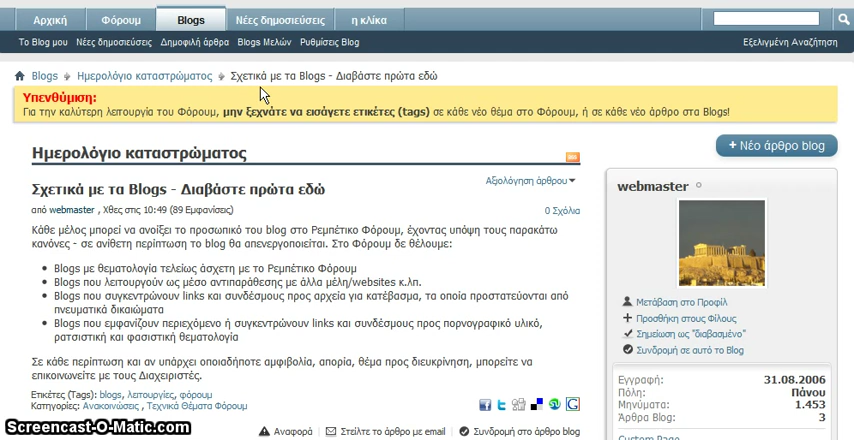 Αρχική Φόρουμ Blogs Νέες δημοσιεύσεις η κλίκα
Το Blog μου Νέες δημοσιεύσεις Δημοφιλή άρθρα Blogs Μελών Ρυθμίσεις Blog Εξελιγμένη Αναζήτηση
Blogs Ημερολόγιο καταστρώματος Σχετικά με τα Blogs - Διαβάστε πρώτα εδώ
Υπενθύμιση:
Για την καλύτερη λειτουργία του Φόρουμ, μην ξεχνάτε να εισάγετε ετικέτες (tags) σε κάθε νέο θέμα στο Φόρουμ, ή σε κάθε νέο άρθρο στα Blogs!
Ημερολόγιο καταστρώματος
+ Νέο άρθρο blog
Σχετικά με τα Blogs - Διαβάστε πρώτα εδώ
Αξιολόγηση άρθρου
από webmaster , Χθες στις 10:49 (89 Εμφανίσεις)
0 Σχόλια
Κάθε μέλος μπορεί να ανοίξει το προσωπικό του blog στο Ρεμπέτικο Φόρουμ, έχοντας υπόψη τους παρακάτω
κανόνες - σε ανίθετη περίπτωση το blog θα απενεργοποιείται. Στο Φόρουμ δε θέλουμε:
Blogs με θεματολογία τελείως άσχετη με το Ρεμπέτικο Φόρουμ
Blogs που λειτουργούν ως μέσο αντιπαράθεσης με άλλα μέλη/websites κ.λπ.
Blogs που συγκεντρώνουν links και συνδέσμους προς αρχεία για κατέβασμα, τα οποία προστατεύονται από
πνευματικά δικαιώματα
Blogs που εμφανίζουν περιεχόμενο ή συγκεντρώνουν links και συνδέσμους προς πορνογραφικό υλικό,
ρατσιστική και φασιστική θεματολογία
Σε κάθε περίπτωση και αν υπάρχει οποιαδήποτε αμφιβολία, απορία, θέμα προς διευκρίνηση, μπορείτε να
επικοινωνείτε με τους Διαχειριστές.
Ετικέτες (Tags): blogs, λειτουργίες, φόρουμ
Κατηγορίες: Ανακοινώσεις , Τεχνικά Θέματα Φόρουμ
Αναφορά Στείλτε το άρθρο με email Συνδρομή στο άρθρο blog
webmaster
Μετάβαση στο Προφίλ
Προσθήκη στους Φίλους
Σημείωση ως "διαβασμένο"
Συνδρομή σε αυτό το Blog
Εγγραφή: 31.08.2006
Πόλη: Πάνου
Μηνύματα: 1.453
Άρθρα Blog: 3
Custom Page
Screencast-O-Matic.com